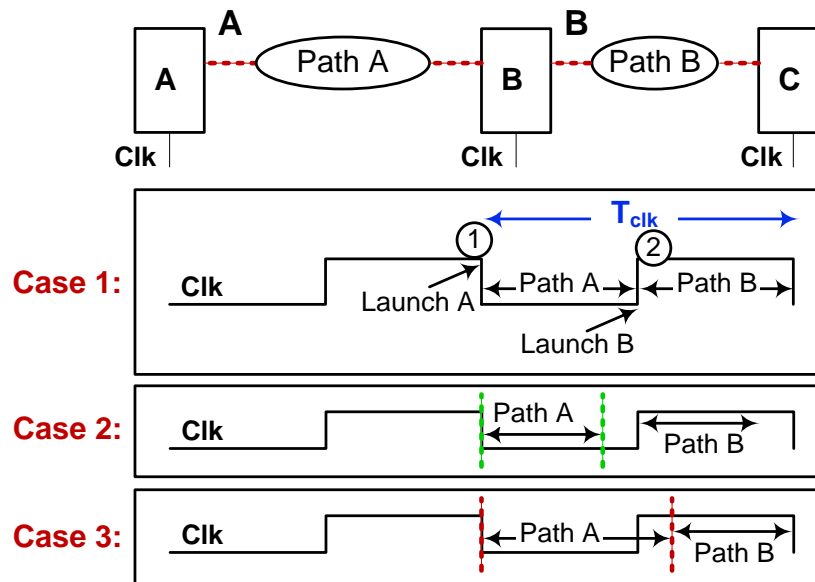 A B
A Path A B Path B C
Clk Clk Clk
Case 1:
T clk
1 2
Clk Path A Path B
Launch A
Launch B
Case 2:
Clk Path A Path B
Case 3:
Clk Path A Path B